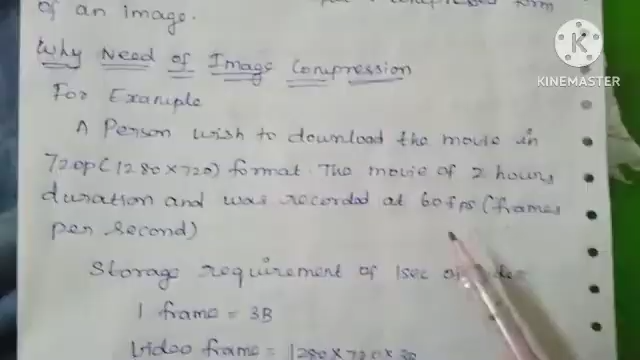 of an image.
compressed form
Why Need of Image Compression
For Example
A Person wish to download the movie in
720p (1280 x 720) format. The movie of 2 hours
duration and was recorded at 60 fps (frames
per second)
Storage requirement of 1sec
1 frame = 3B
Video frame = 1280 x 720 x
K
KINEMASTER